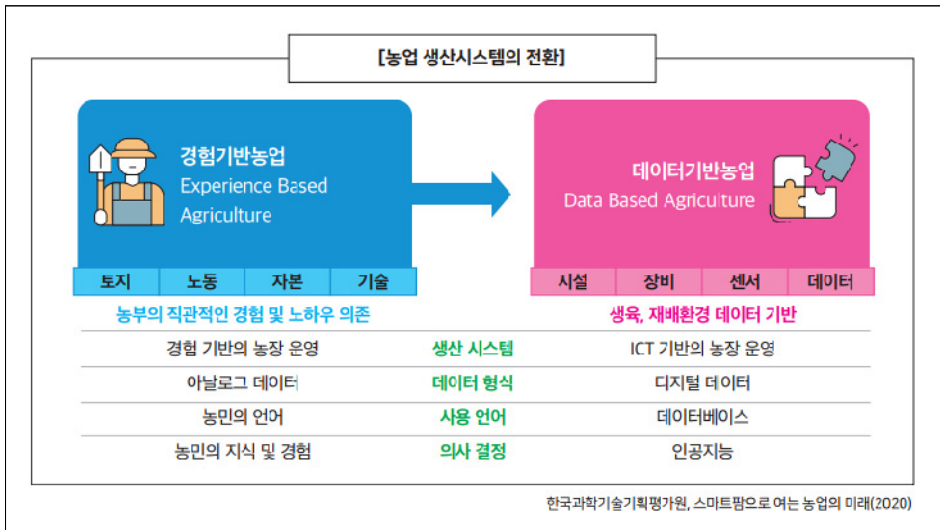 [농업 생산시스템의 전환]
경험기반농업
Experience Based
Agriculture
데이터기반농업
Data Based Agriculture
토지 노동 자본 기술
시설 장비 센서 데이터
농부의 직관적인 경험 및 노하우 의존
생육, 재배환경 데이터 기반
경험 기반의 농장 운영 생산 시스템 ICT 기반의 농장 운영
아날로그 데이터 데이터 형식 디지털 데이터
농민의 언어 사용 언어 데이터베이스
농민의 지식 및 경험 의사 결정 인공지능
한국과학기술기획평가원, 스마트팜으로 여는 농업의 미래(2020)